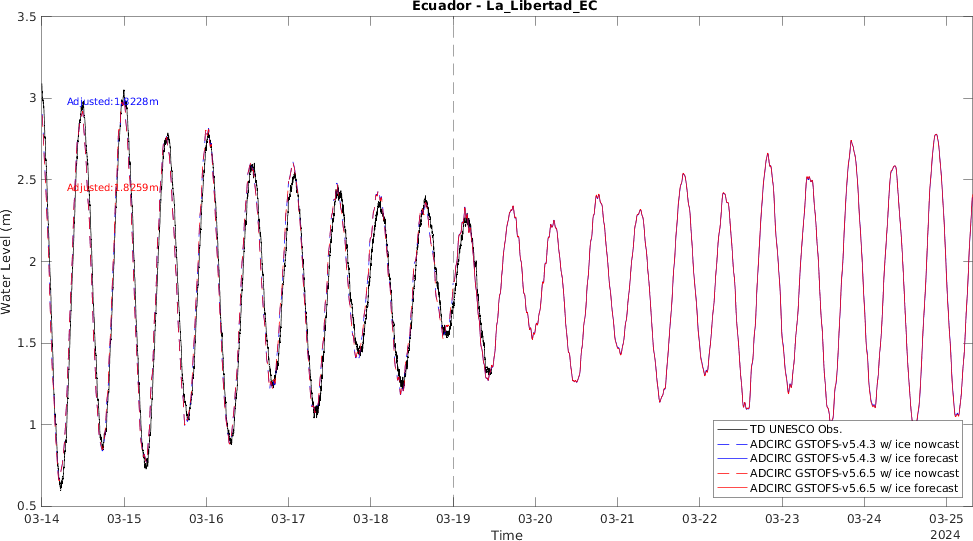 Ecuador - La_Libertad_EC
3.5
3
2.5
2
1.5
1
0.5
Water Level (m)
Adjusted:1.8228m
Adjusted:1.8259m
TD UNESCO Obs.
ADCIRC GSTOFS-v5.4.3 w/ ice nowcast
ADCIRC GSTOFS-v5.4.3 w/ ice forecast
ADCIRC GSTOFS-v5.6.5 w/ ice nowcast
ADCIRC GSTOFS-v5.6.5 w/ ice forecast
03-14 03-15 03-16 03-17 03-18 03-19 03-20 03-21 03-22 03-23 03-24 03-25
Time
2024